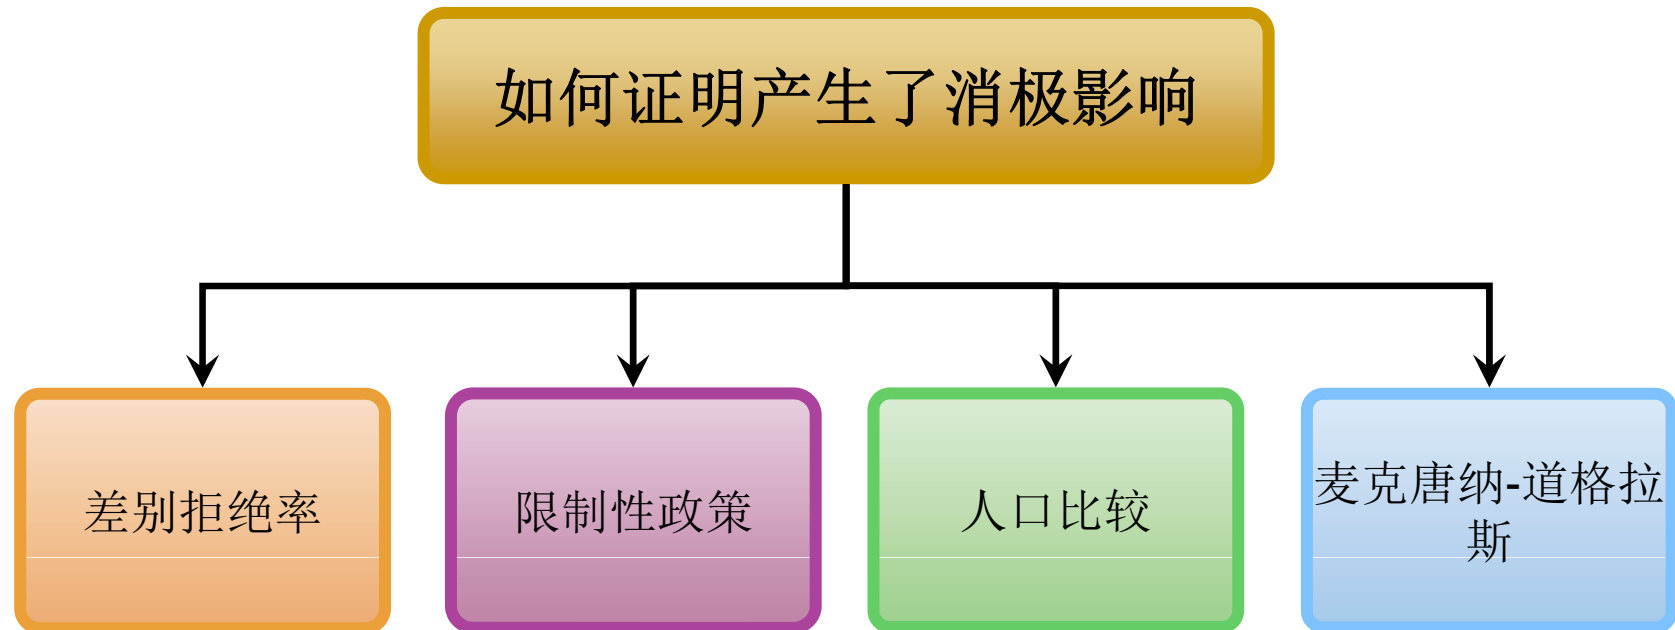 如何证明产生了消极影响
差别拒绝率
限制性政策
人口比较
麦克唐纳-道格拉
斯